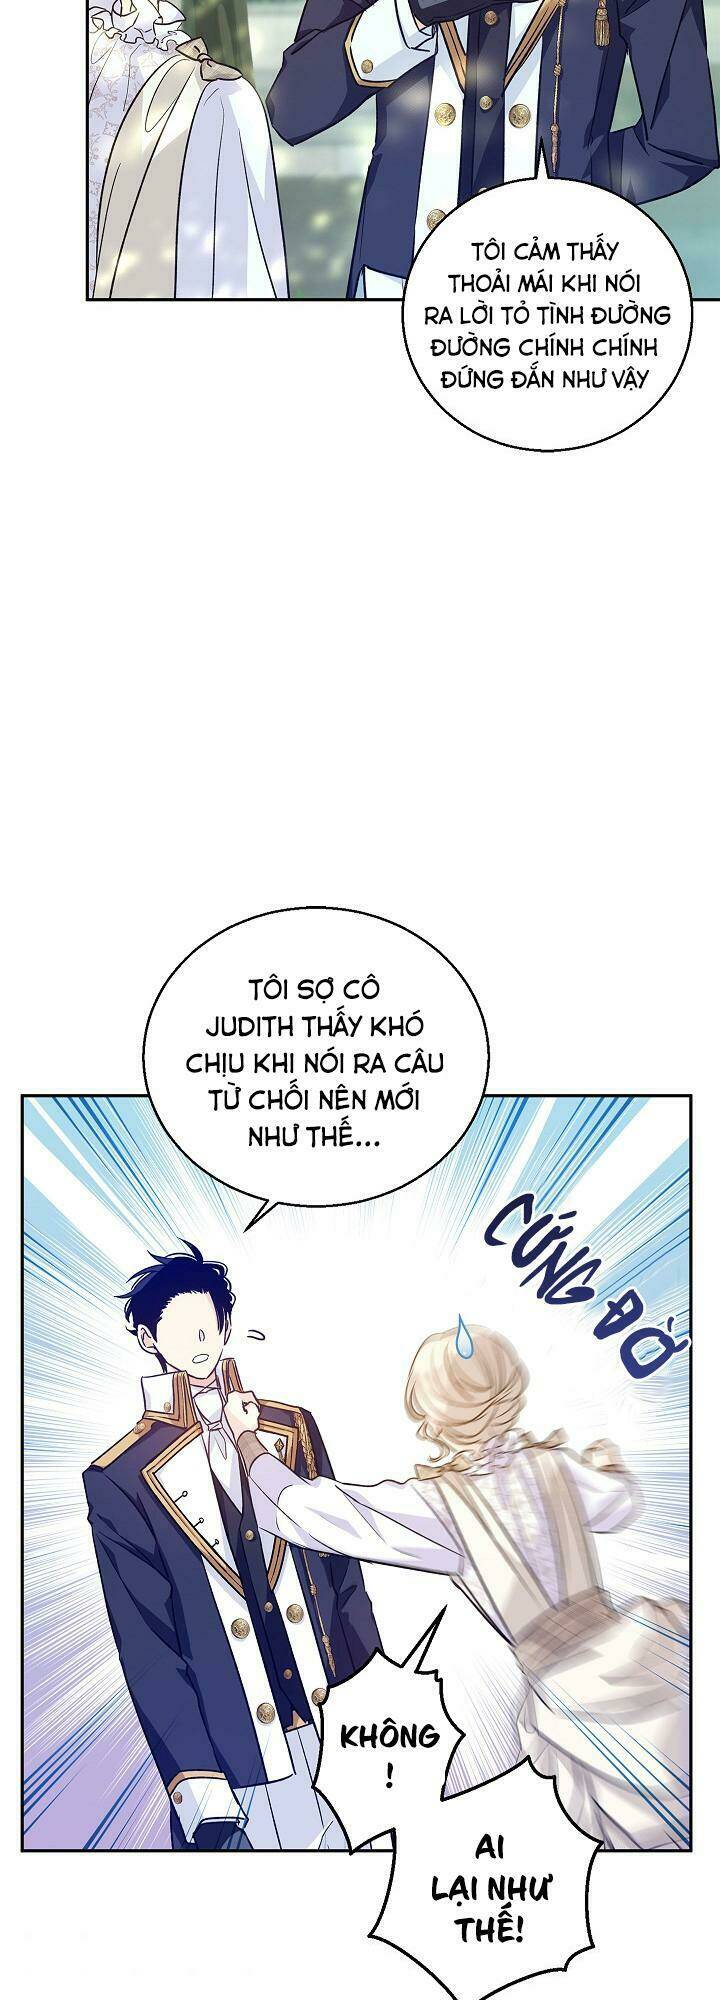 TÔI CẢM THẤY
THOẢI MÁI KHI NÓI
RA LỜI TỎ TÌNH ĐƯỜNG
ĐƯỜNG CHÍNH CHÍNH
ĐỨNG ĐẮN NHƯ VẬY
TÔI SỢ CÔ
JUDITH THẤY KHÓ
CHỊU KHI NÓI RA CÂU
TỪ CHỐI NÊN MỚI
NHƯ THẾ...
CỨNG ĐỜ
KHÔNG
!
AI
LẠI NHƯ
THẾ!